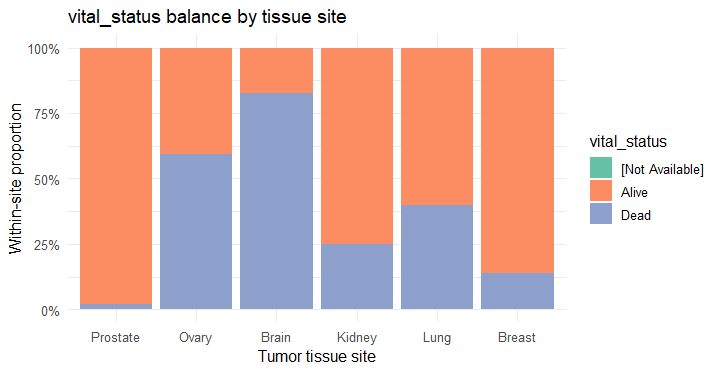 vital_status balance by tissue site
Within-site proportion
100%
75%
50%
25%
0%
Prostate
Ovary
Brain
Kidney
Lung
Breast
Tumor tissue site
vital_status
[Not Available]
Alive
Dead